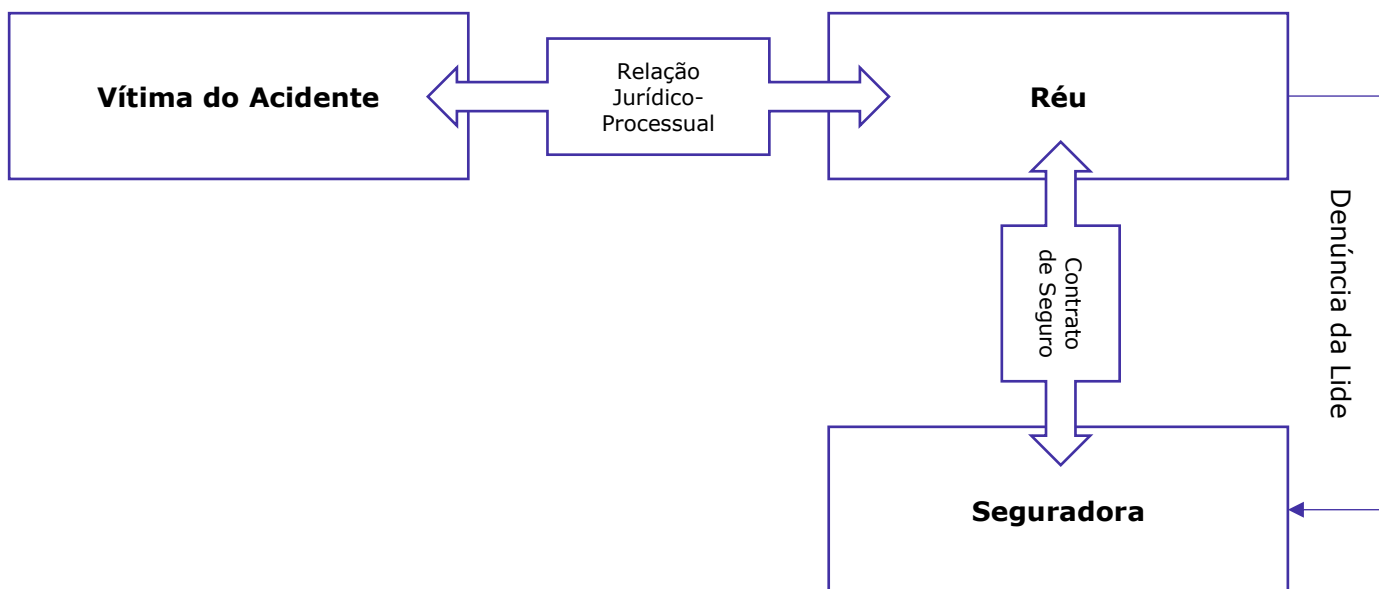 Vítima do Acidente
Relação
Jurídico-
Processual
Réu
Contrato
de Seguro
Denúncia da Lide
Seguradora